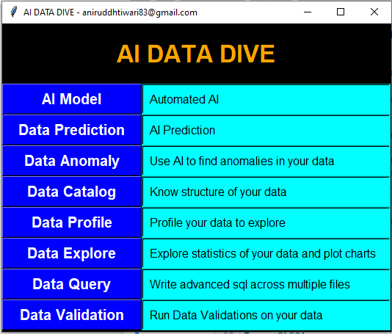 AI DATA DIVE - aniruddhtiwari83@gmail.com
AI DATA DIVE
AI Model Automated AI
Data Prediction AI Prediction
Data Anomaly Use AI to find anomalies in your data
Data Catalog Know structure of your data
Data Profile Profile your data to explore
Data Explore Explore statistics of your data and plot charts
Data Query Write advanced sql across multiple files
Data Validation Run Data Validations on your data